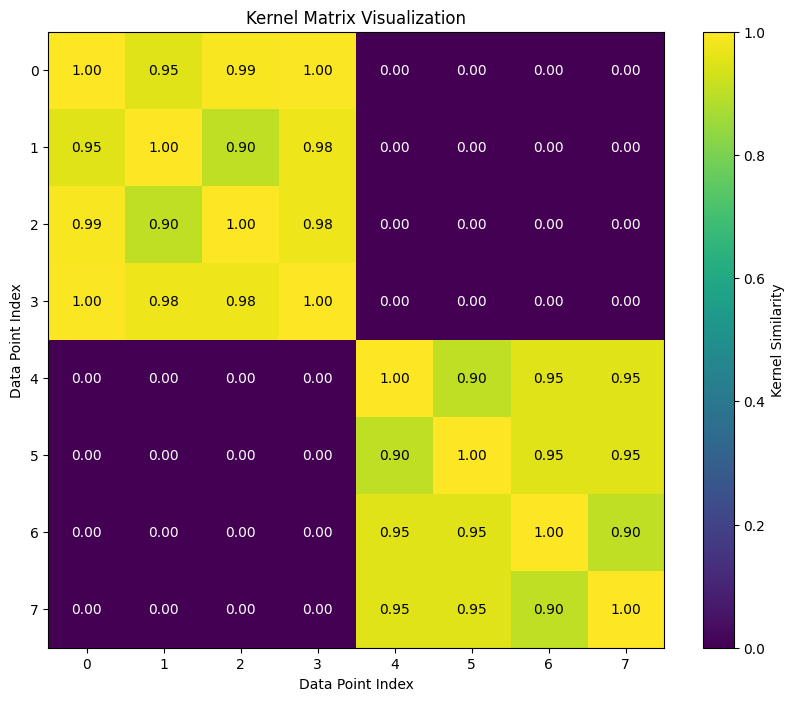 Kernel Matrix Visualization
0 1.00 0.95 0.99 1.00 0.00 0.00 0.00 0.00
1 0.95 1.00 0.90 0.98 0.00 0.00 0.00 0.00
2 0.99 0.90 1.00 0.98 0.00 0.00 0.00 0.00
3 1.00 0.98 0.98 1.00 0.00 0.00 0.00 0.00
4 0.00 0.00 0.00 0.00 1.00 0.90 0.95 0.95
5 0.00 0.00 0.00 0.00 0.90 1.00 0.95 0.95
6 0.00 0.00 0.00 0.00 0.95 0.95 1.00 0.90
7 0.00 0.00 0.00 0.00 0.95 0.95 0.90 1.00
0 1 2 3 4 5 6 7
Data Point Index
Data Point Index
1.0
0.8
0.6
0.4
0.2
0.0
Kernel Similarity